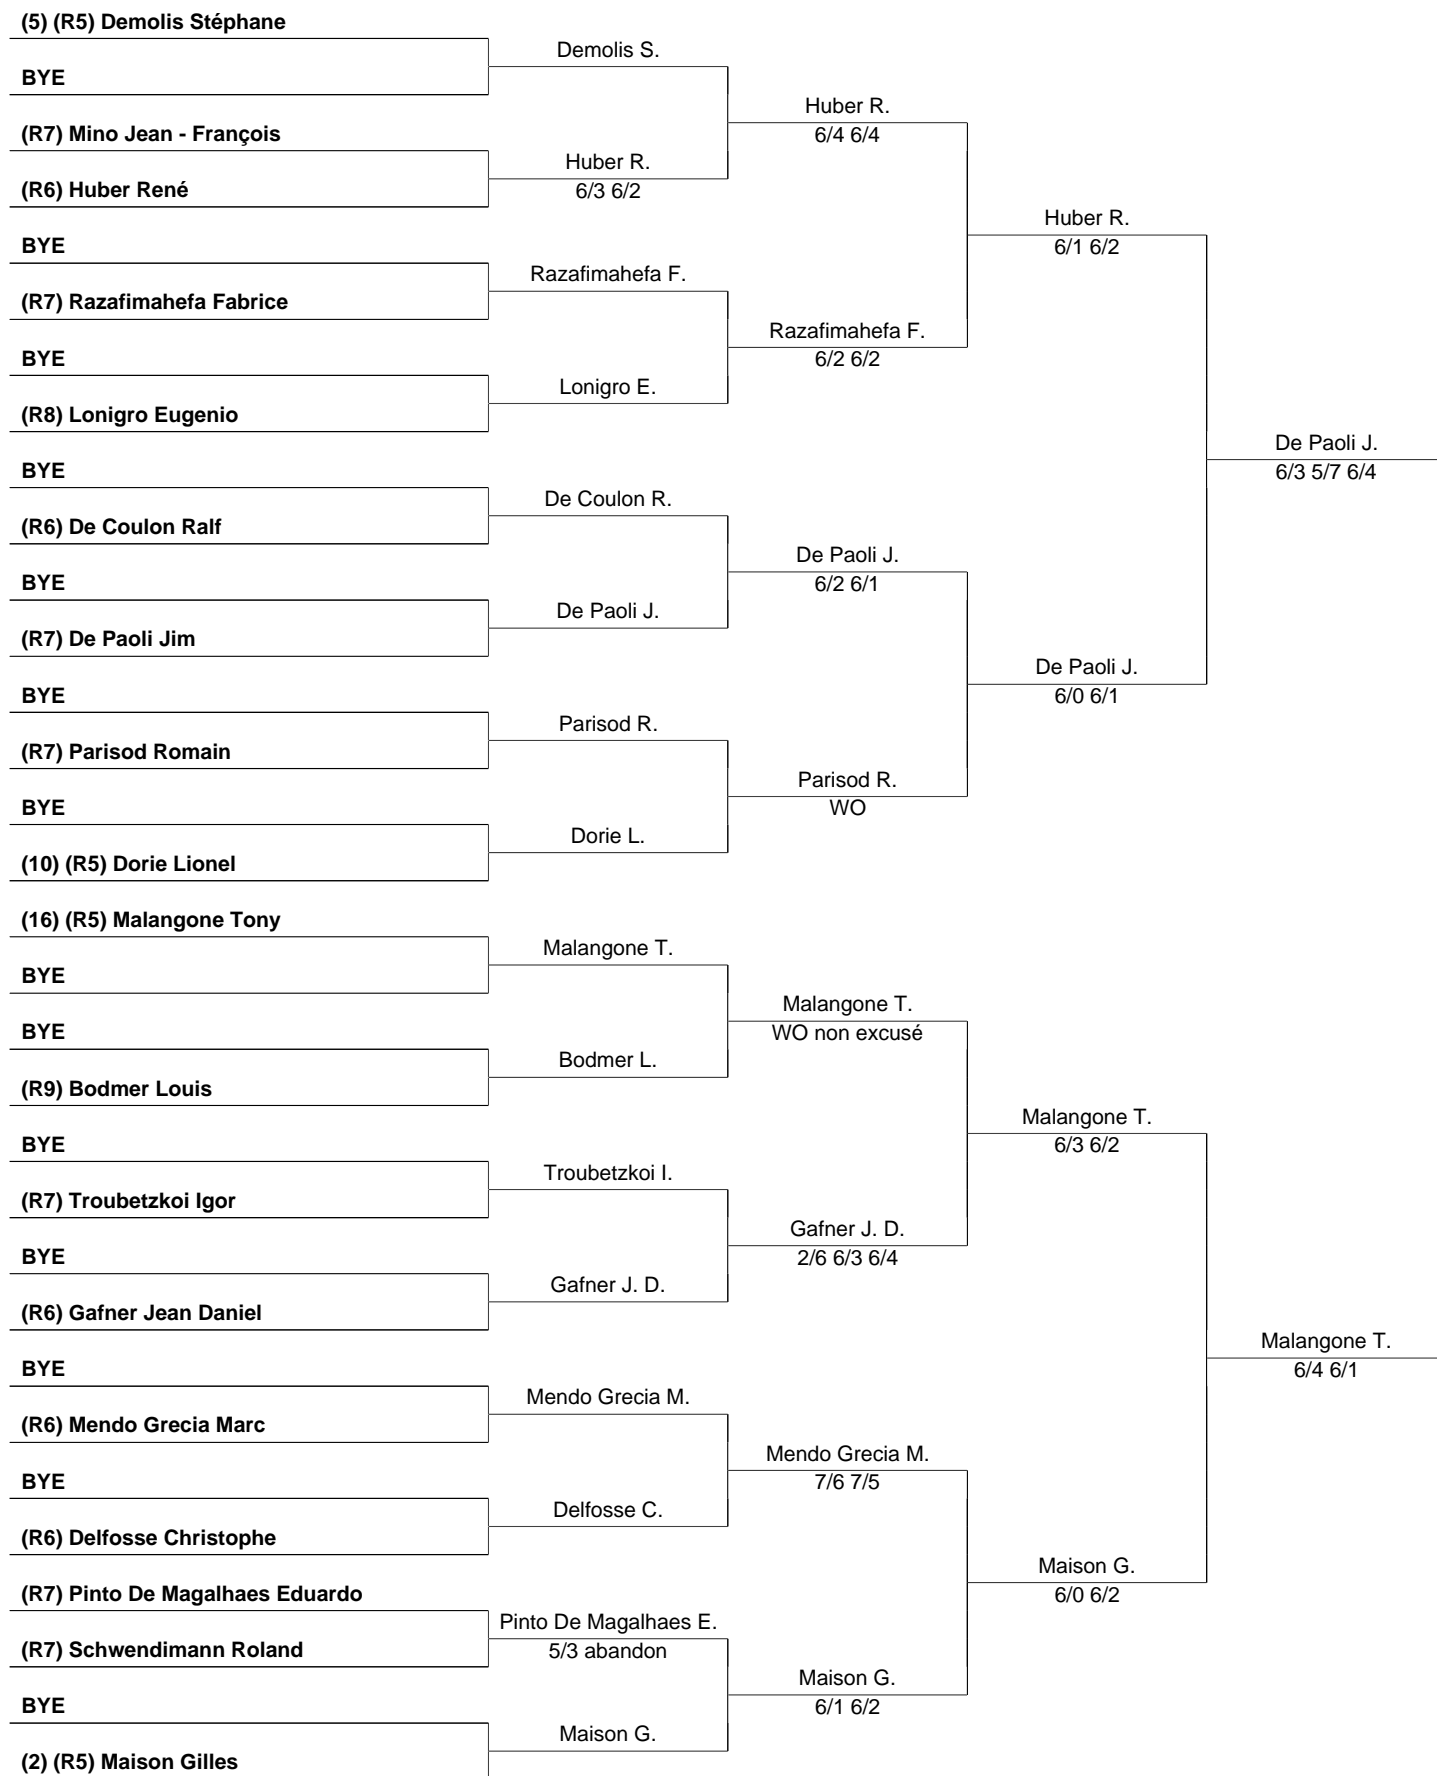 (5) (R5) Demolis Stéphane
Demolis S.
BYE
Huber R.
6/4 6/4
(R7) Mino Jean - François
Huber R.
6/3 6/2
(R6) Huber René
Huber R.
6/1 6/2
BYE
Razafimahefa F.
(R7) Razafimahefa Fabrice
Razafimahefa F.
6/2 6/2
BYE
Lonigro E.
(R8) Lonigro Eugenio
De Paoli J.
6/3 5/7 6/4
BYE
De Coulon R.
(R6) De Coulon Ralf
De Paoli J.
6/2 6/1
BYE
De Paoli J.
(R7) De Paoli Jim
De Paoli J.
6/0 6/1
BYE
Parisod R.
(R7) Parisod Romain
Parisod R.
WO
BYE
Dorie L.
(10) (R5) Dorie Lionel
(16) (R5) Malangone Tony
Malangone T.
BYE
Malangone T.
WO non excusé
BYE
Bodmer L.
(R9) Bodmer Louis
Malangone T.
6/3 6/2
BYE
Troubetzkoi I.
(R7) Troubetzkoi Igor
Gafner J. D.
2/6 6/3 6/4
BYE
Gafner J. D.
(R6) Gafner Jean Daniel
Malangone T.
6/4 6/1
BYE
Mendo Grecia M.
(R6) Mendo Grecia Marc
Mendo Grecia M.
7/6 7/5
BYE
Delfosse C.
(R6) Delfosse Christophe
Maison G.
6/0 6/2
(R7) Pinto De Magalhaes Eduardo
Pinto De Magalhaes E.
5/3 abandon
(R7) Schwendimann Roland
Maison G.
6/1 6/2
BYE
Maison G.
(2) (R5) Maison Gilles